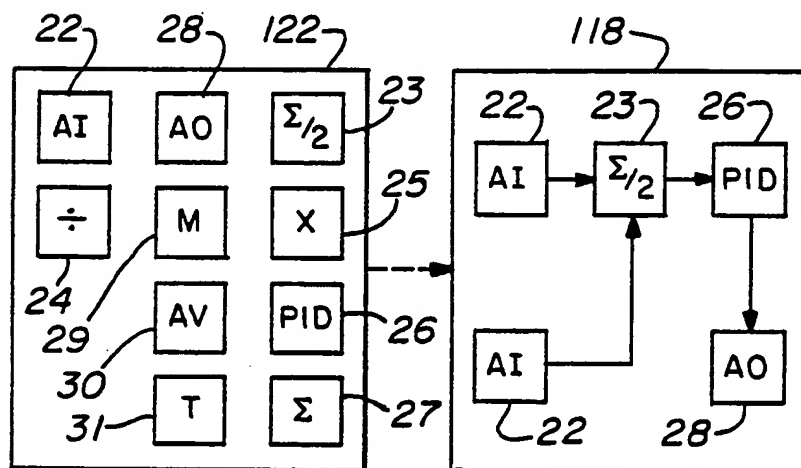 22 28 122 118
AI AO Σ/2 23 22 23 26
AI Σ/2 PID
÷ M X 25
24 29
AV PID 26 AI AO
30
31 T Σ 27 22 28